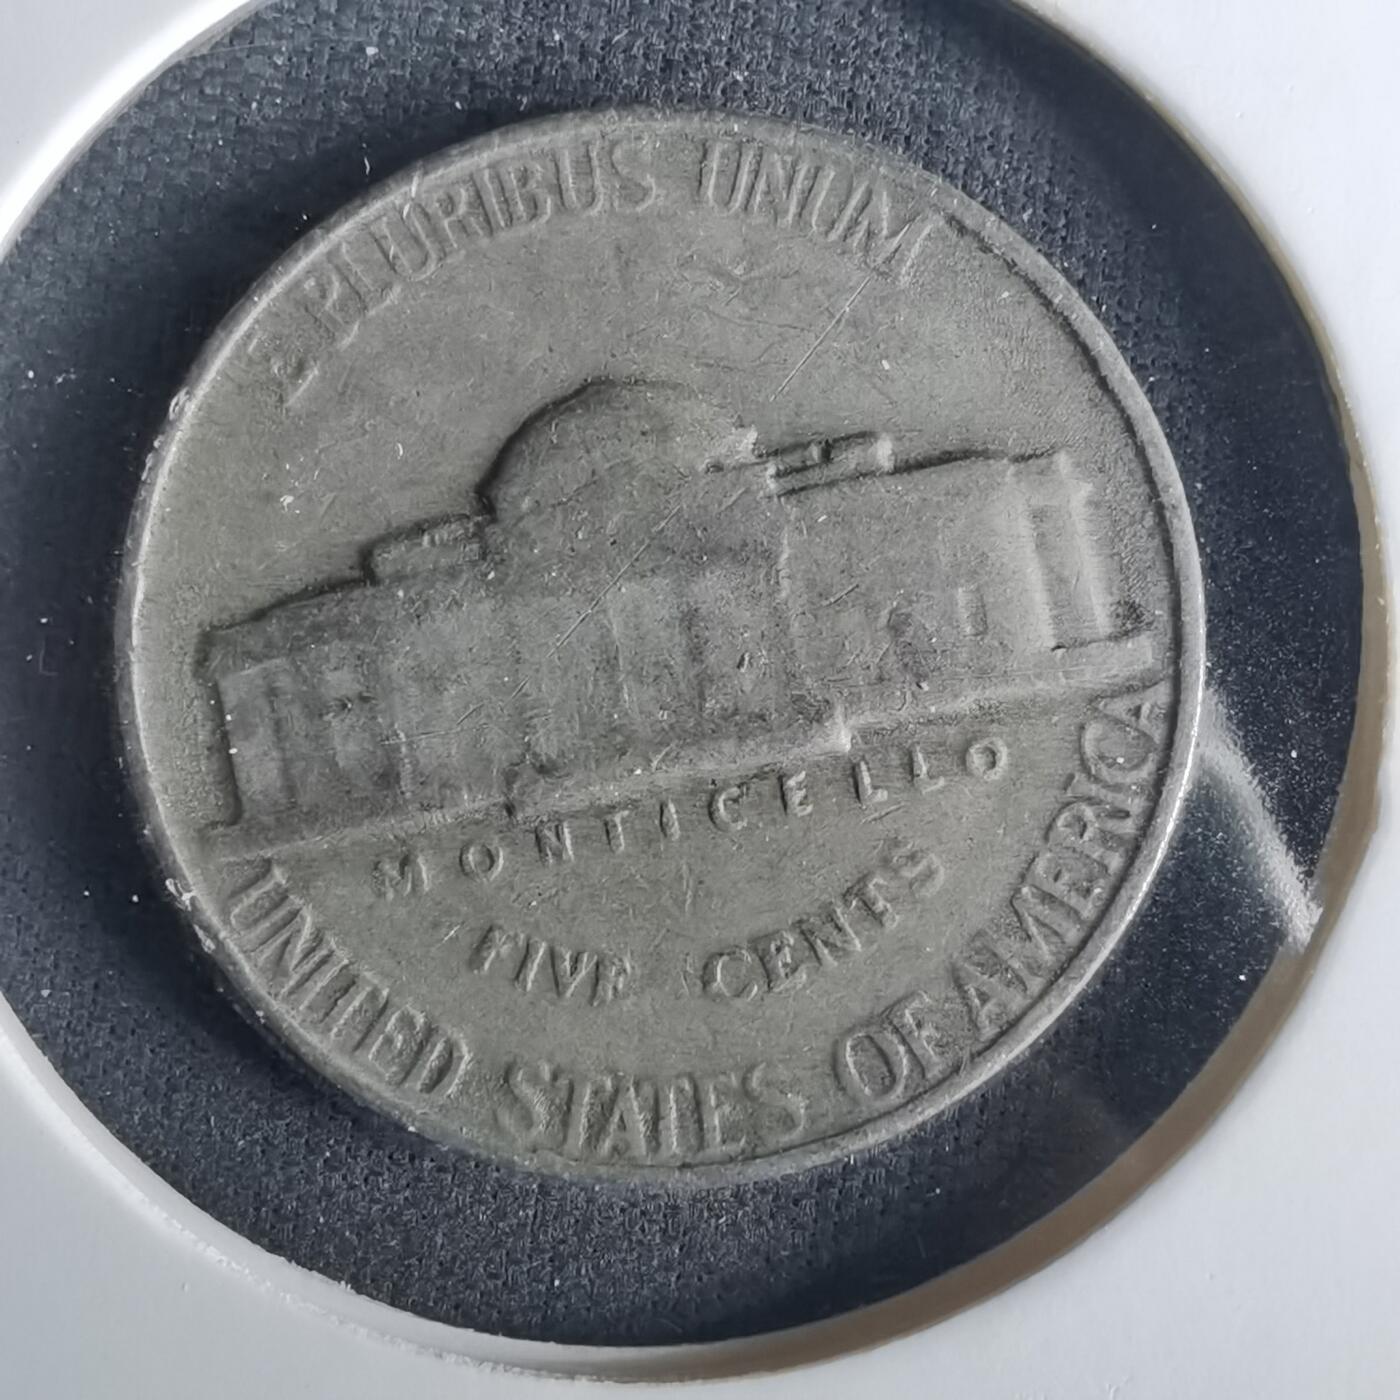 E PLURIBUS UNUM
MONTICELLO
FIVE CENTS
UNITED STATES OF AMERICA